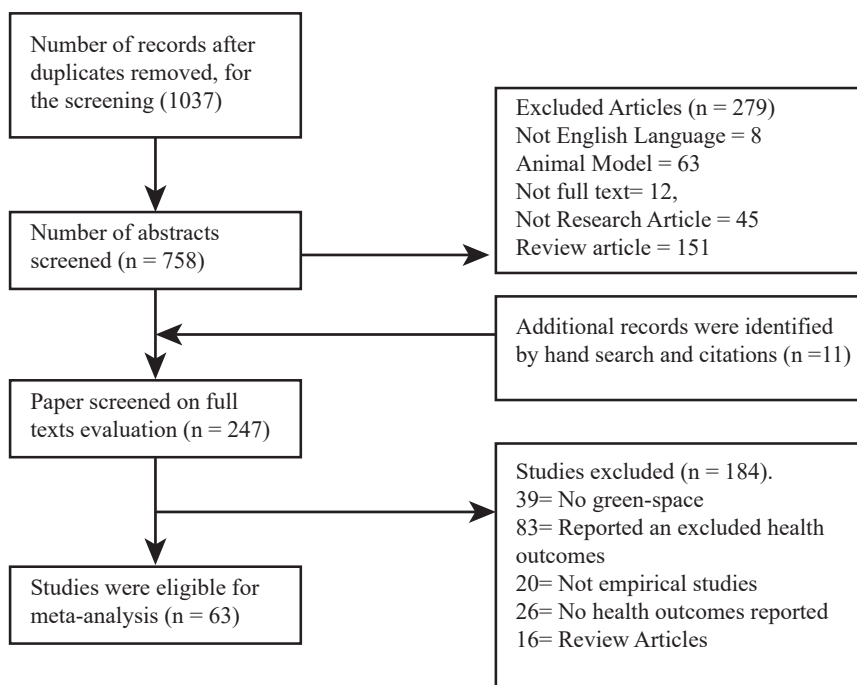 Number of records after
duplicates removed, for
the screening (1037)
Excluded Articles (n = 279)
Not English Language = 8
Animal Model = 63
Not full text= 12,
Not Research Article = 45
Review article = 151
Number of abstracts
screened (n = 758)
Additional records were identified
by hand search and citations (n =11)
Paper screened on full
texts evaluation (n = 247)
Studies excluded (n = 184).
39= No green-space
83= Reported an excluded health
outcomes
20= Not empirical studies
26= No health outcomes reported
16= Review Articles
Studies were eligible for
meta-analysis (n = 63)